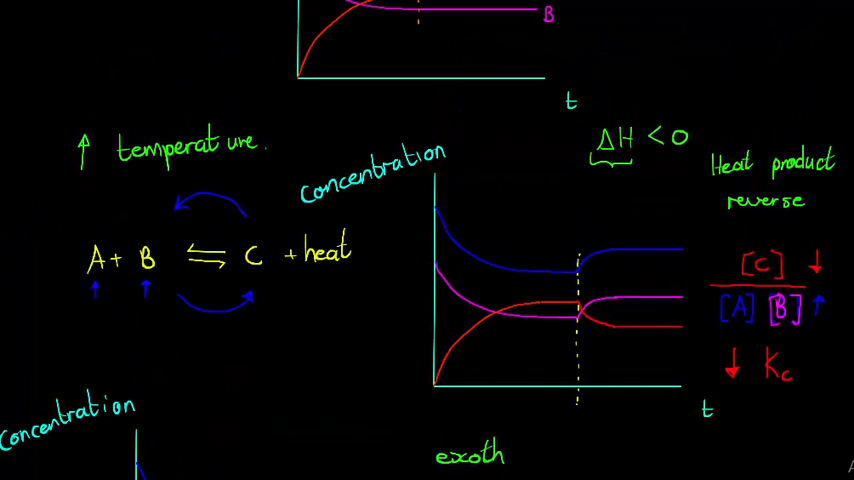 B
t
↑ temperature.
Concentration
ΔH < 0
Heat product
reverse
A + B ⇌ C + heat
↑ ↑
[C] ↓
[A] [B] ↑
↓ Kc
t
Concentration
exoth